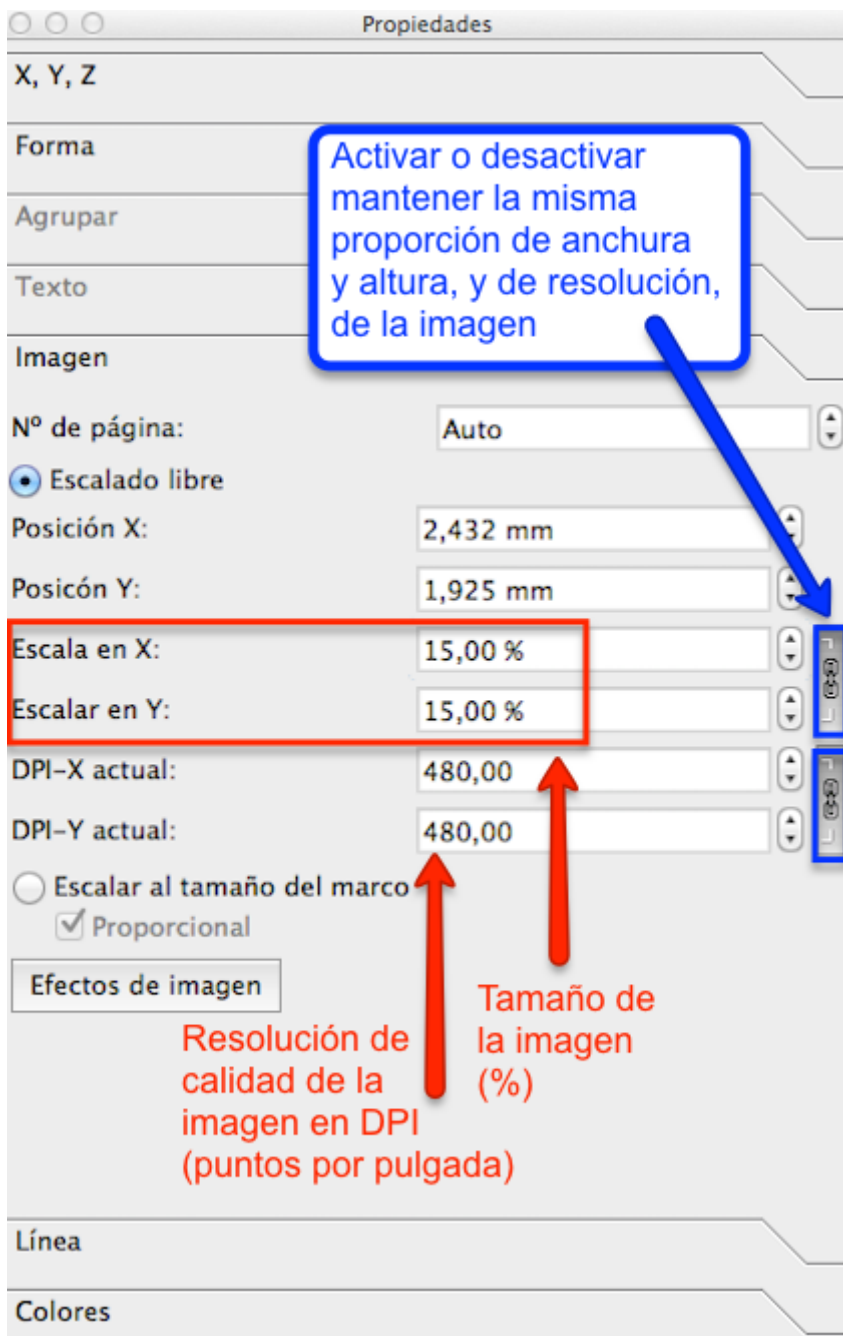 Propiedades
X, Y, Z
Forma
Activar o desactivar
mantener la misma
proporción de anchura
y altura, y de resolución,
de la imagen
Agrupar
Texto
Imagen
Nº de página:
Auto
Escalado libre
Posición X:
2,432 mm
Posicón Y:
1,925 mm
Escala en X:
15,00 %
Escalar en Y:
15,00 %
DPI-X actual:
480,00
DPI-Y actual:
480,00
Escalar al tamaño del marco
Proporcional
Efectos de imagen
Tamaño de
la imagen
(%)
Resolución de
calidad de la
imagen en DPI
(puntos por pulgada)
Línea
Colores